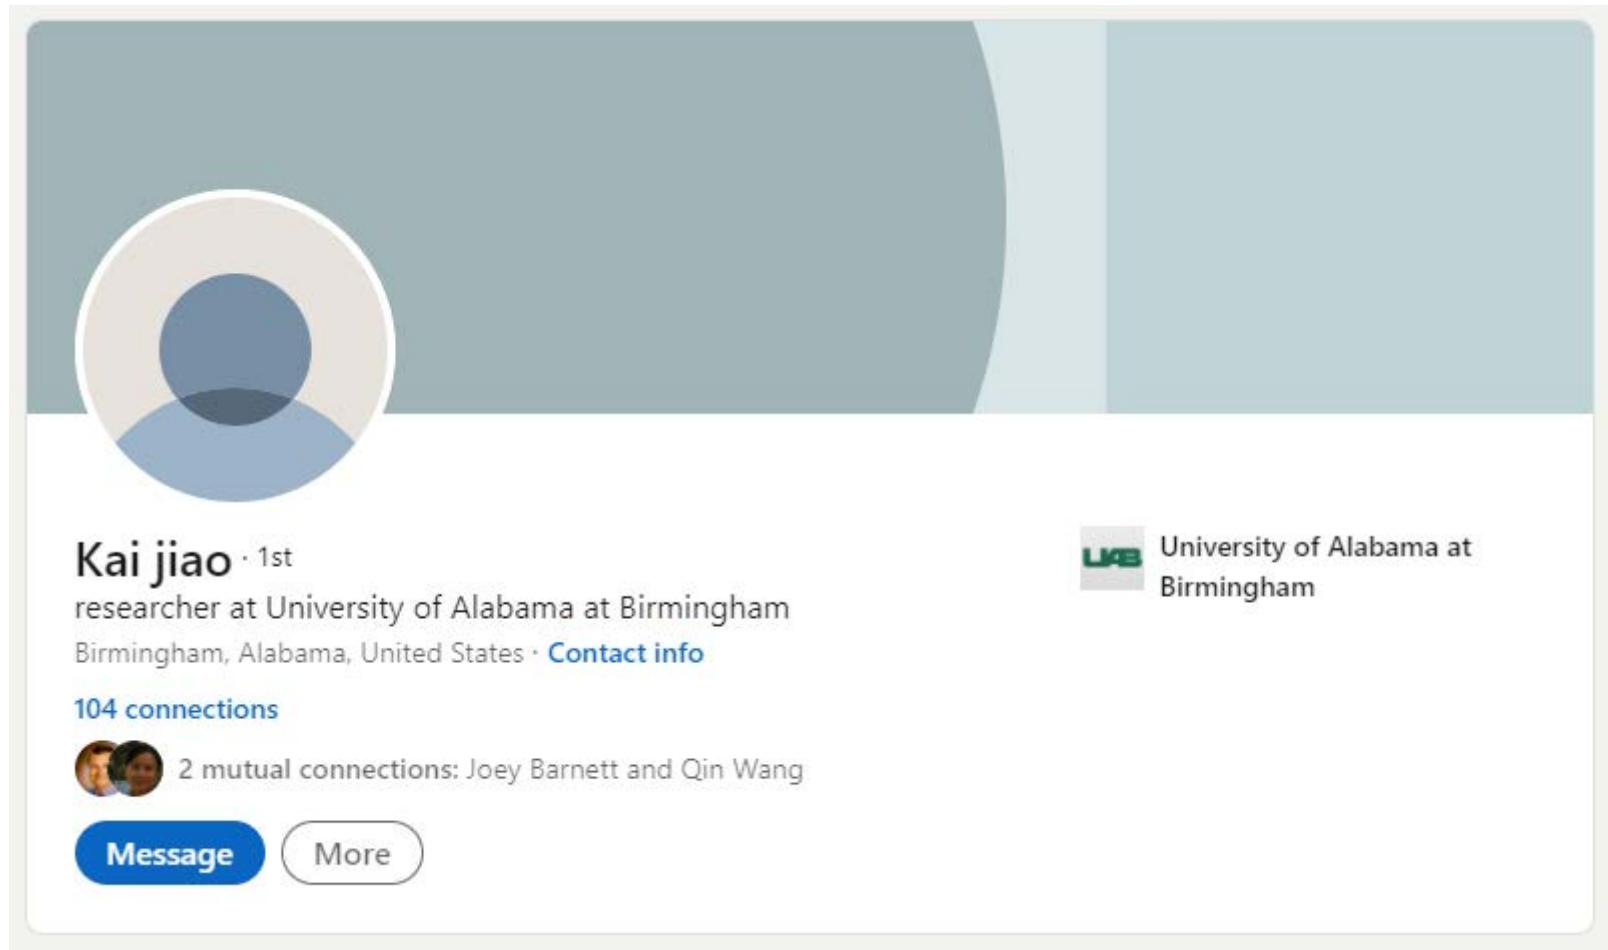 Kai jiao · 1st
researcher at University of Alabama at Birmingham
Birmingham, Alabama, United States · Contact info
104 connections
2 mutual connections: Joey Barnett and Qin Wang
Message
More
UAB
University of Alabama at
Birmingham